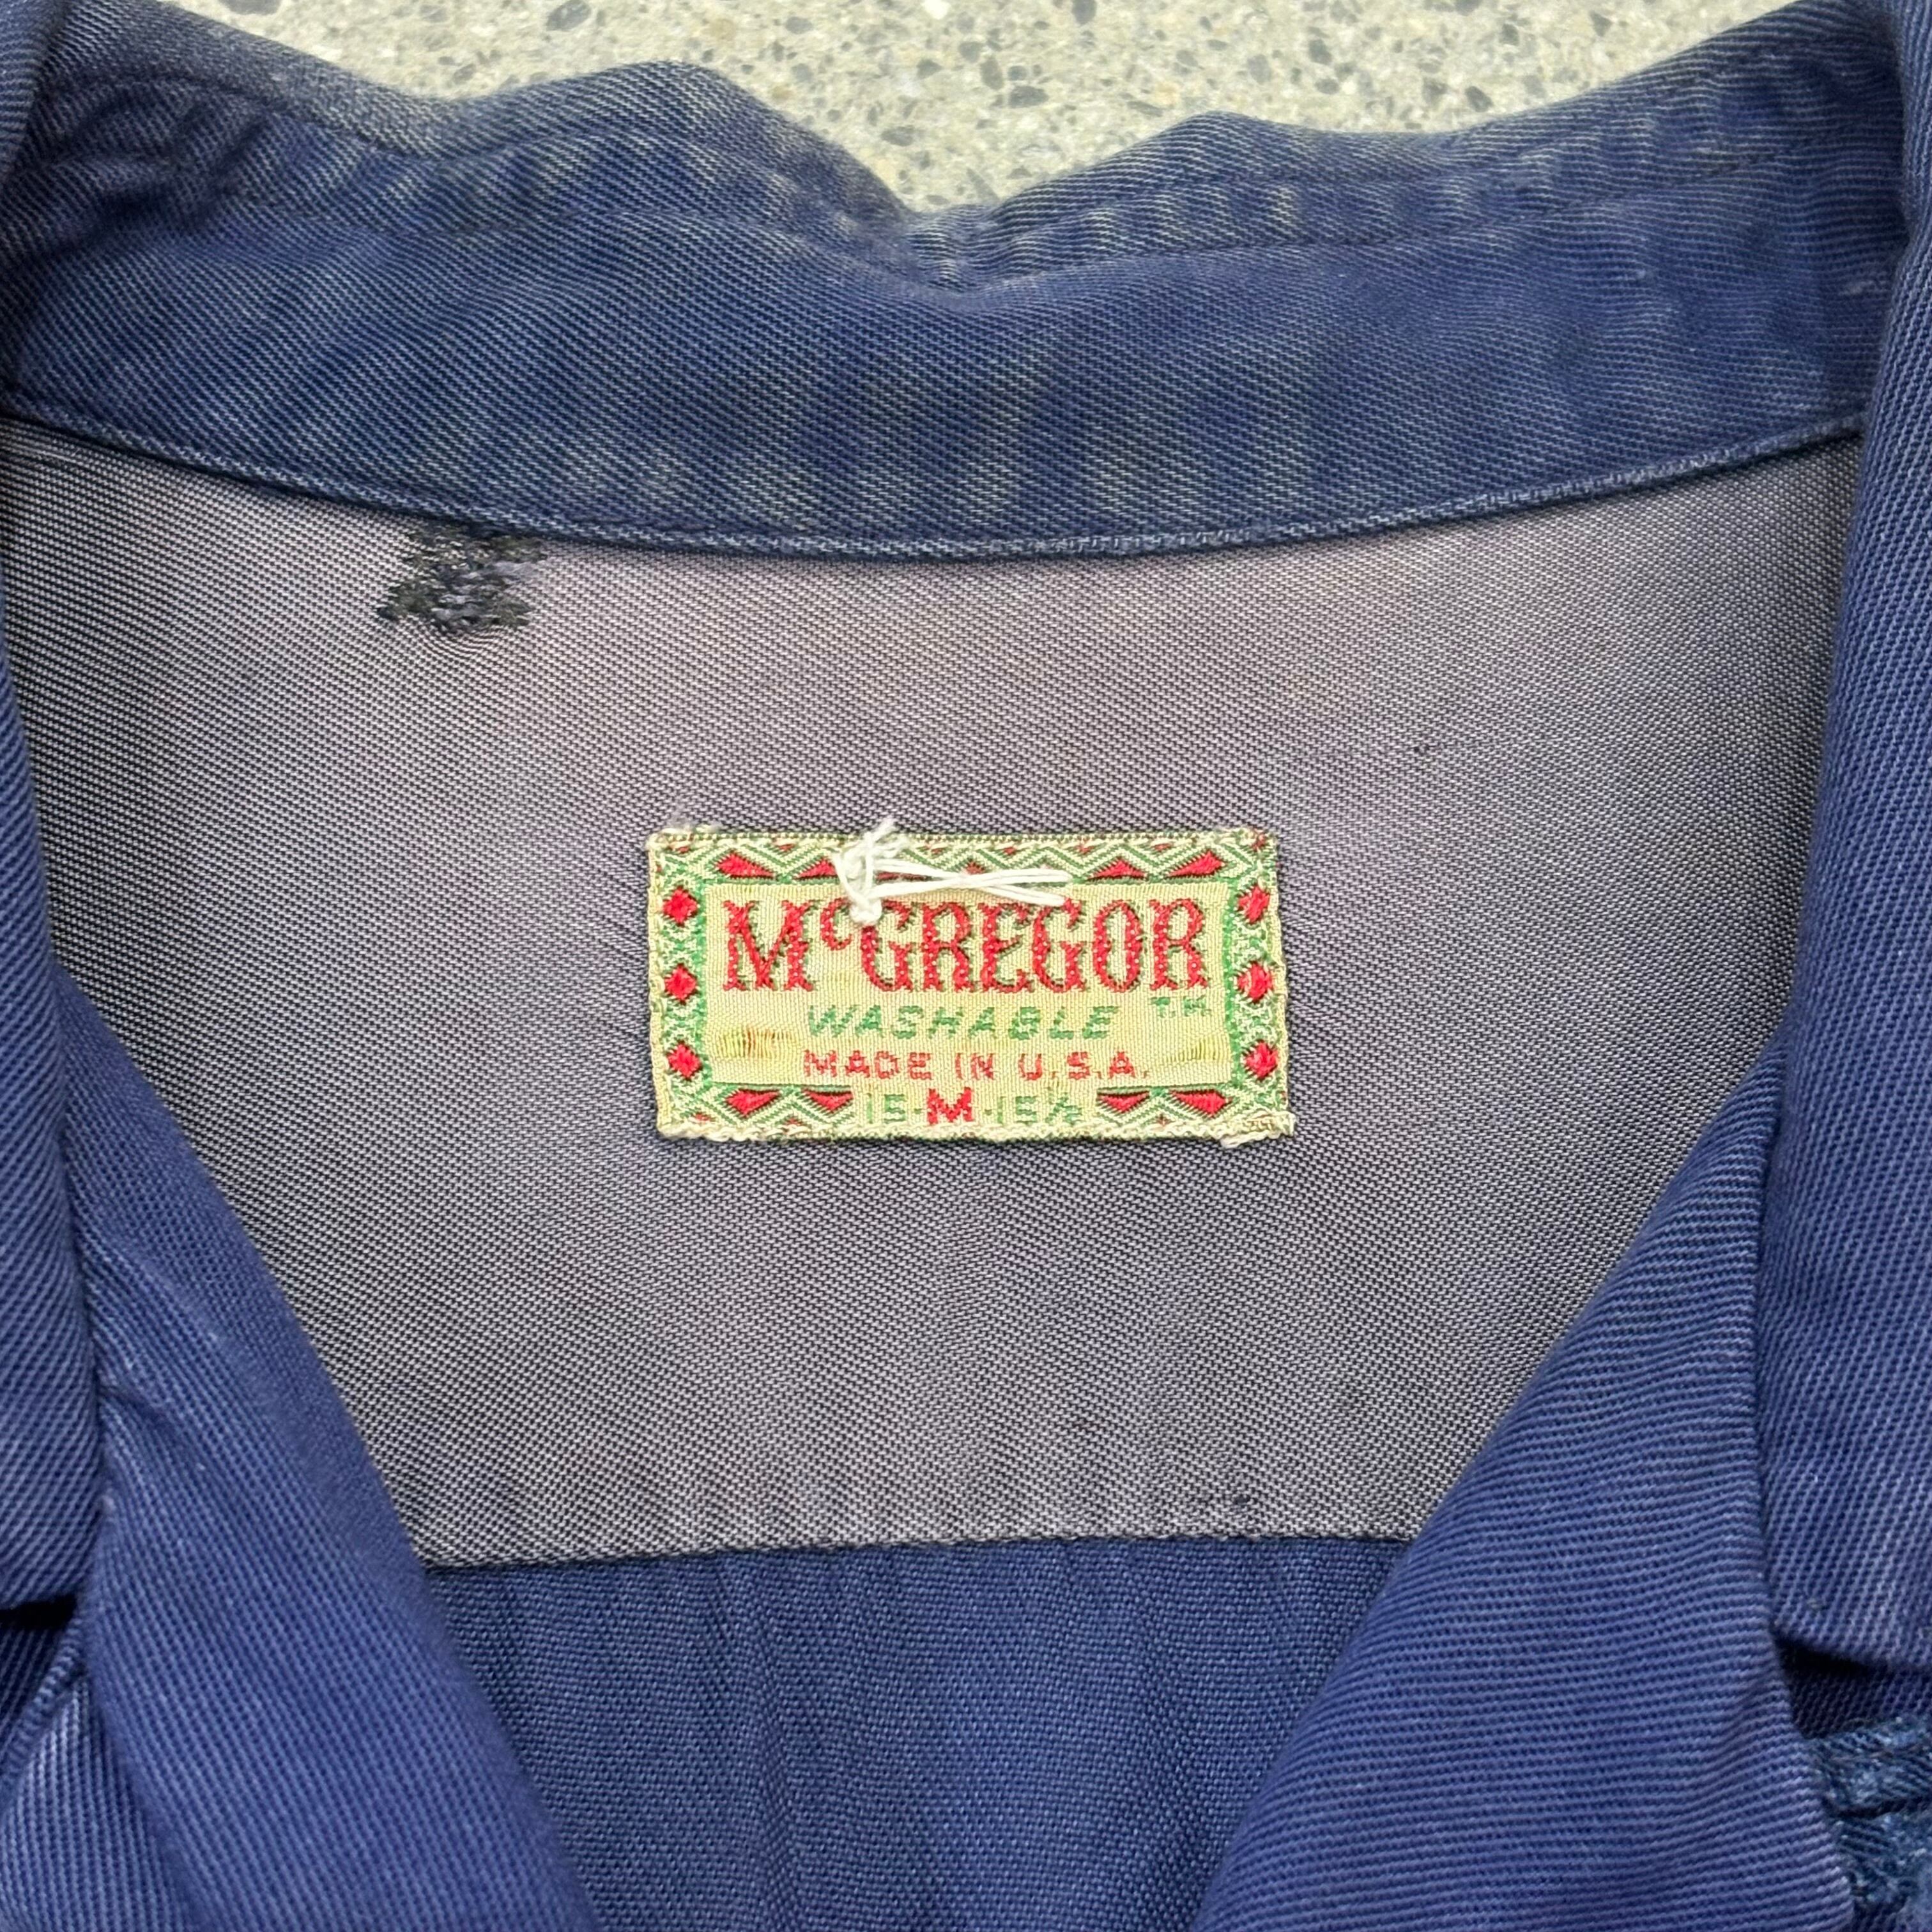 McGREGOR
T.M.
WASHABLE
MADE IN U.S.A.
15-M-15½